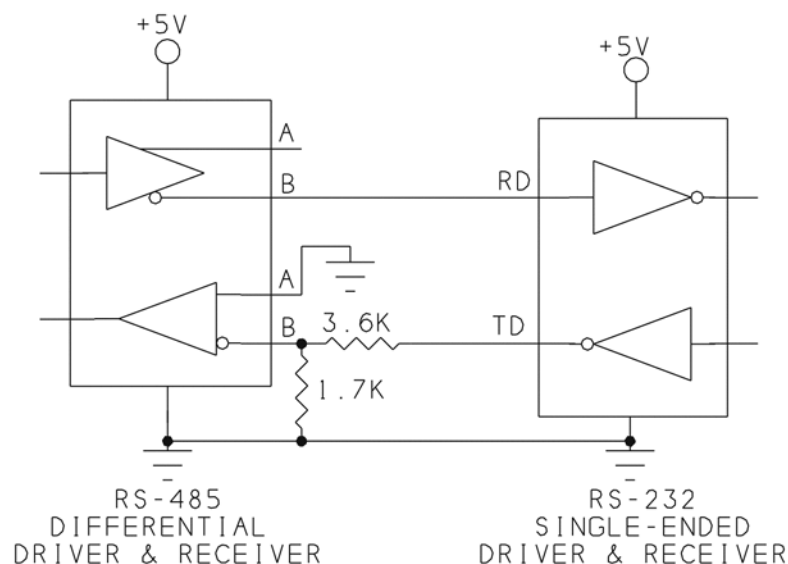 +5V
+5V
A
B
RD
A
B
3.6K
TD
1.7K
RS-485
DIFFERENTIAL
DRIVER & RECEIVER
RS-232
SINGLE-ENDED
DRIVER & RECEIVER